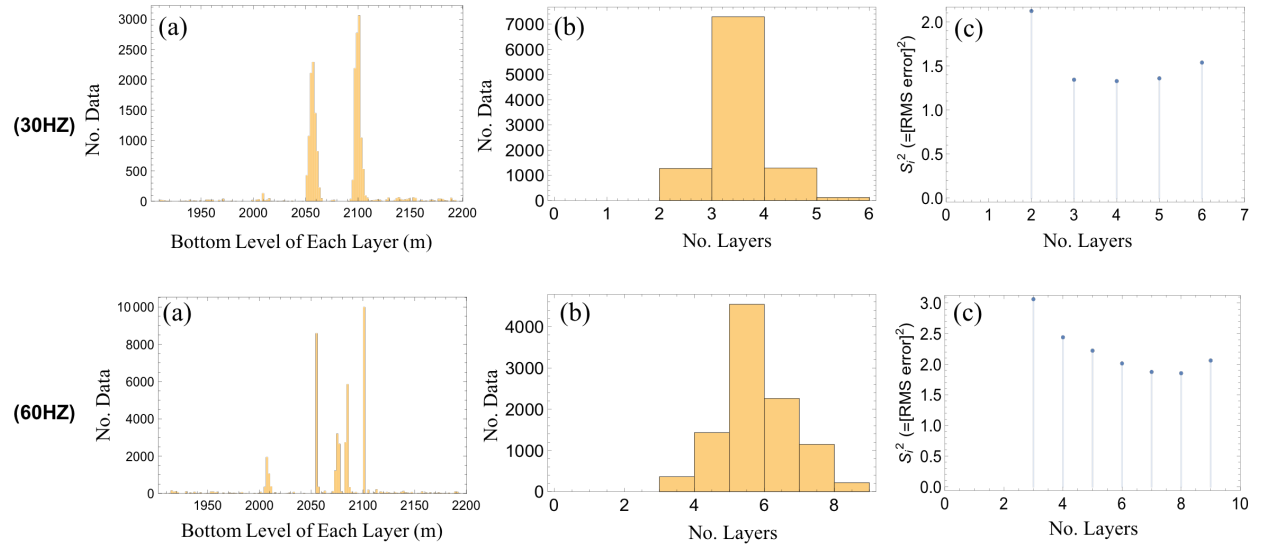 (30HZ)
(a)
No. Data
3000
2500
2000
1500
1000
500
0
1950 2000 2050 2100 2150 2200
Bottom Level of Each Layer (m)
(b)
No. Data
7000
6000
5000
4000
3000
2000
1000
0
0 1 2 3 4 5 6
No. Layers
(c)
Sᵢ² (=[RMS error]²)
2.0
1.5
1.0
0.5
0.0
0 1 2 3 4 5 6 7
No. Layers
(60HZ)
(a)
No. Data
10000
8000
6000
4000
2000
0
1950 2000 2050 2100 2150 2200
Bottom Level of Each Layer (m)
(b)
No. Data
4000
3000
2000
1000
0
0 2 4 6 8
No. Layers
(c)
Sᵢ² (=[RMS error]²)
3.0
2.5
2.0
1.5
1.0
0.5
0.0
0 2 4 6 8 10
No. Layers